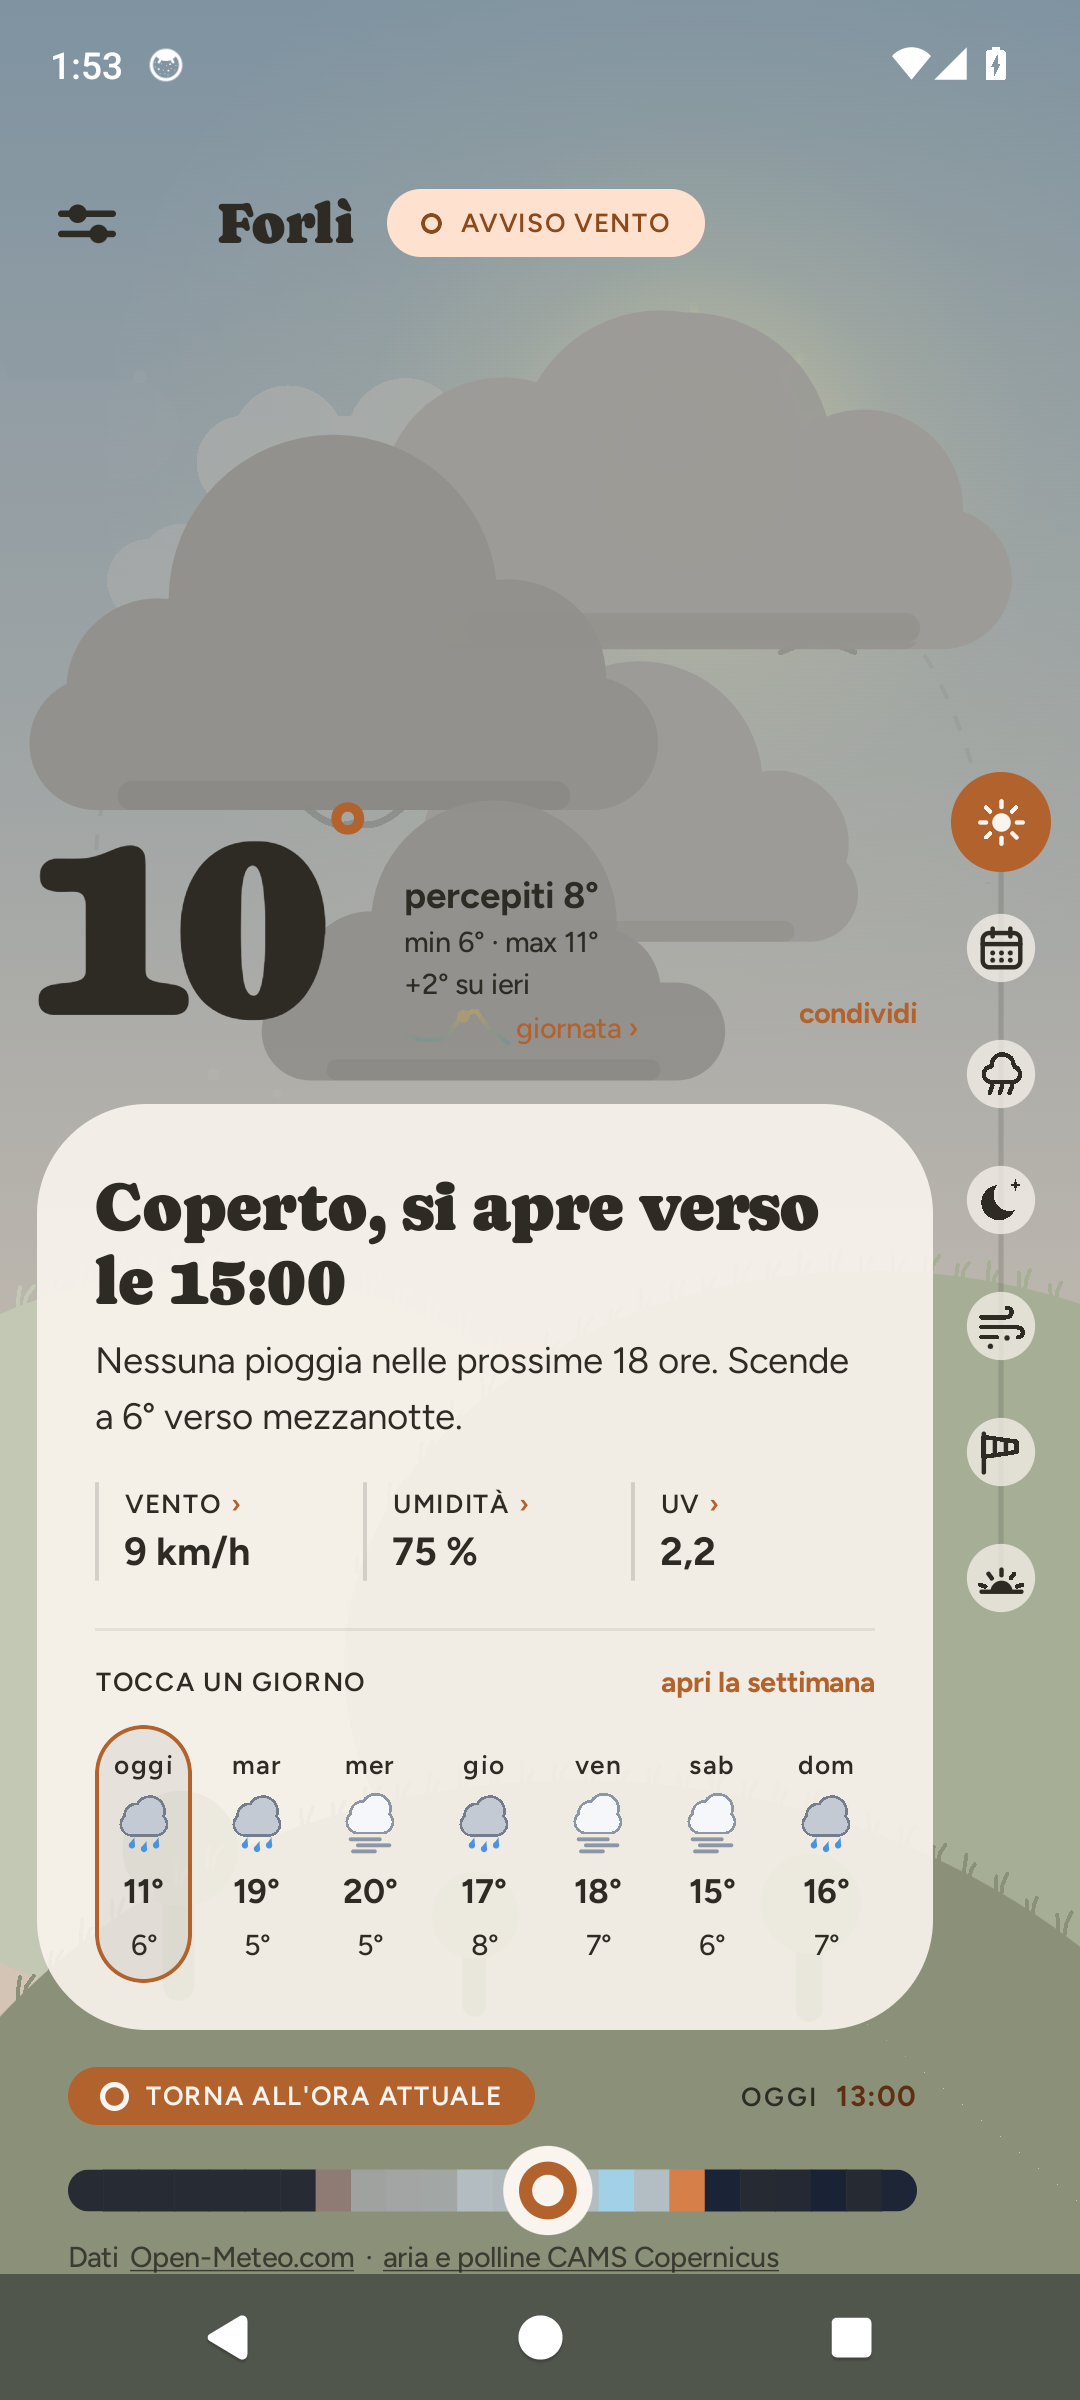 1:53
Forlì
AVVISO VENTO
10°
percepiti 8°
min 6° · max 11°
+2° su ieri
giornata ›
condividi
Coperto, si apre verso
le 15:00
Nessuna pioggia nelle prossime 18 ore. Scende
a 6° verso mezzanotte.
VENTO › UMIDITÀ › UV ›
9 km/h 75 % 2,2
TOCCA UN GIORNO apri la settimana
oggi mar mer gio ven sab dom
11° 19° 20° 17° 18° 15° 16°
6° 5° 5° 8° 7° 6° 7°
TORNA ALL'ORA ATTUALE OGGI 13:00
Dati Open-Meteo.com · aria e polline CAMS Copernicus